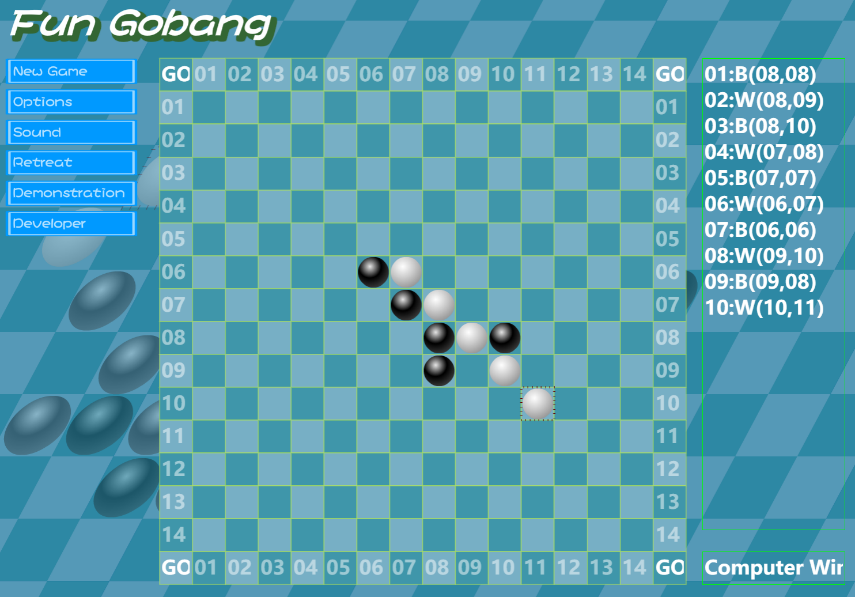 Fun Gobang
New Game
Options
Sound
Retreat
Demonstration
Developer
GO 01 02 03 04 05 06 07 08 09 10 11 12 13 14 GO
01 01
02 02
03 03
04 04
05 05
06 06
07 07
08 08
09 09
10 10
11 11
12 12
13 13
14 14
GO 01 02 03 04 05 06 07 08 09 10 11 12 13 14 GO
01:B(08,08)
02:W(08,09)
03:B(08,10)
04:W(07,08)
05:B(07,07)
06:W(06,07)
07:B(06,06)
08:W(09,10)
09:B(09,08)
10:W(10,11)
Computer Win